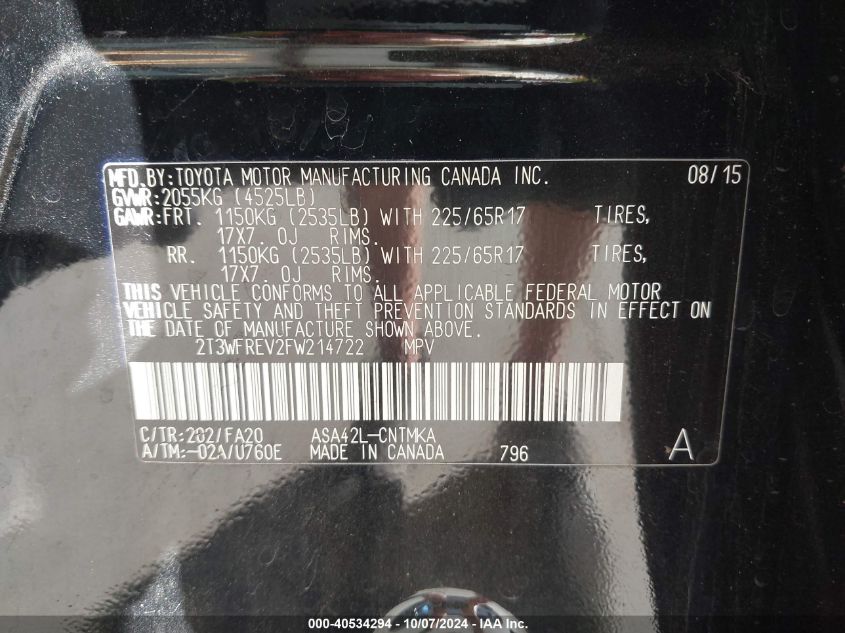 MFD.BY:TOYOTA MOTOR MANUFACTURING CANADA INC. 08/15
GVWR:2055KG (4525LB)
GAWR:FRT. 1150KG (2535LB) WITH 225/65R17 TIRES,
17X7.0J RIMS.
RR. 1150KG (2535LB) WITH 225/65R17 TIRES,
17X7.0J RIMS.
THIS VEHICLE CONFORMS TO ALL APPLICABLE FEDERAL MOTOR
VEHICLE SAFETY AND THEFT PREVENTION STANDARDS IN EFFECT ON
THE DATE OF MANUFACTURE SHOWN ABOVE.
2T3WFREV2FW214722 MPV
C/TR:202/FA20 ASA42L-CNTMKA
A/TM:-02A/U760E MADE IN CANADA 796 A
000-40534294 - 10/07/2024 - IAA Inc.